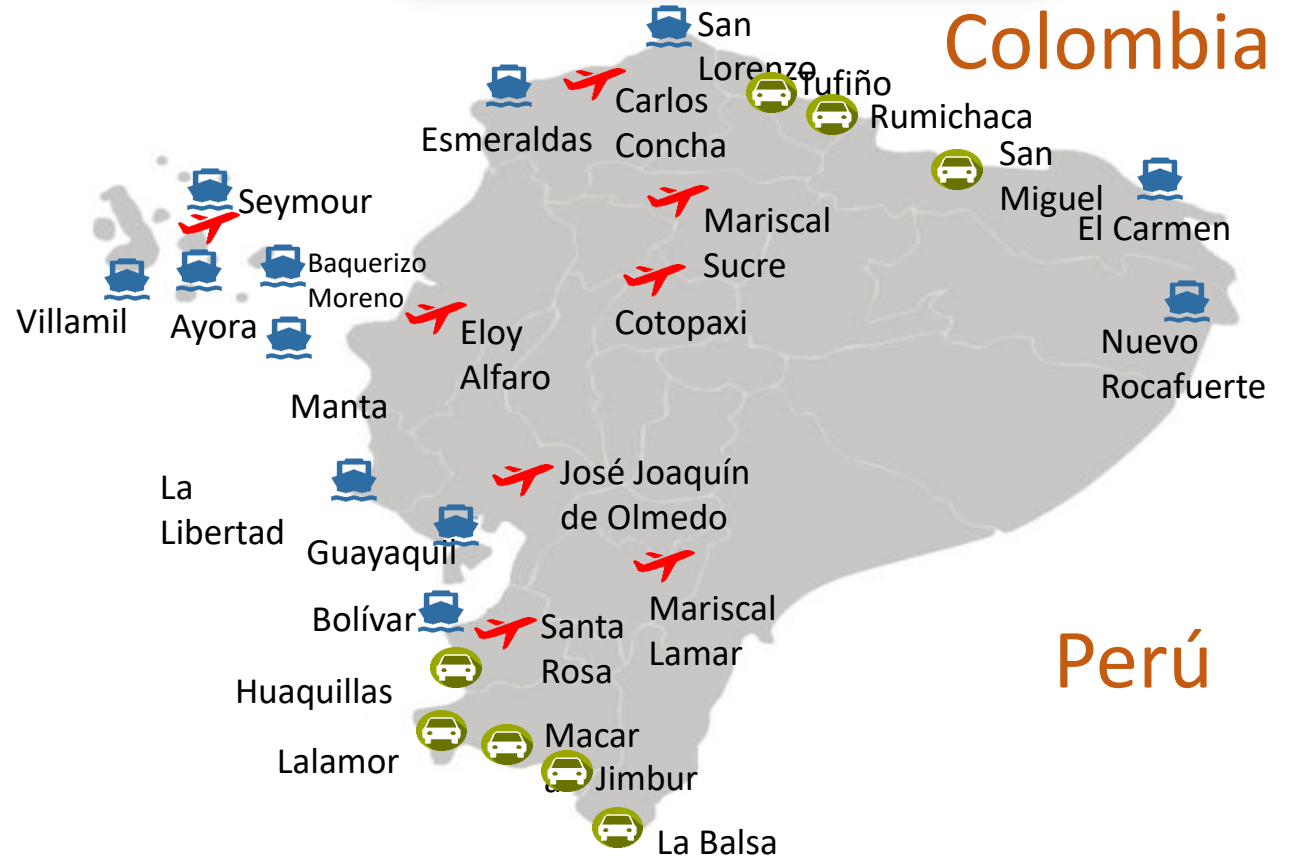 Colombia
San
Lorenzo
Tufiño
Carlos
Concha
Rumichaca
Esmeraldas
San
Miguel
El Carmen
Seymour
Mariscal
Sucre
Baquerizo
Moreno
Villamil
Ayora
Cotopaxi
Eloy
Alfaro
Nuevo
Rocafuerte
Manta
José Joaquín
de Olmedo
La
Libertad
Guayaquil
Mariscal
Lamar
Bolívar
Santa
Rosa
Perú
Huaquillas
Macar
Lalamor
Jimbur
La Balsa